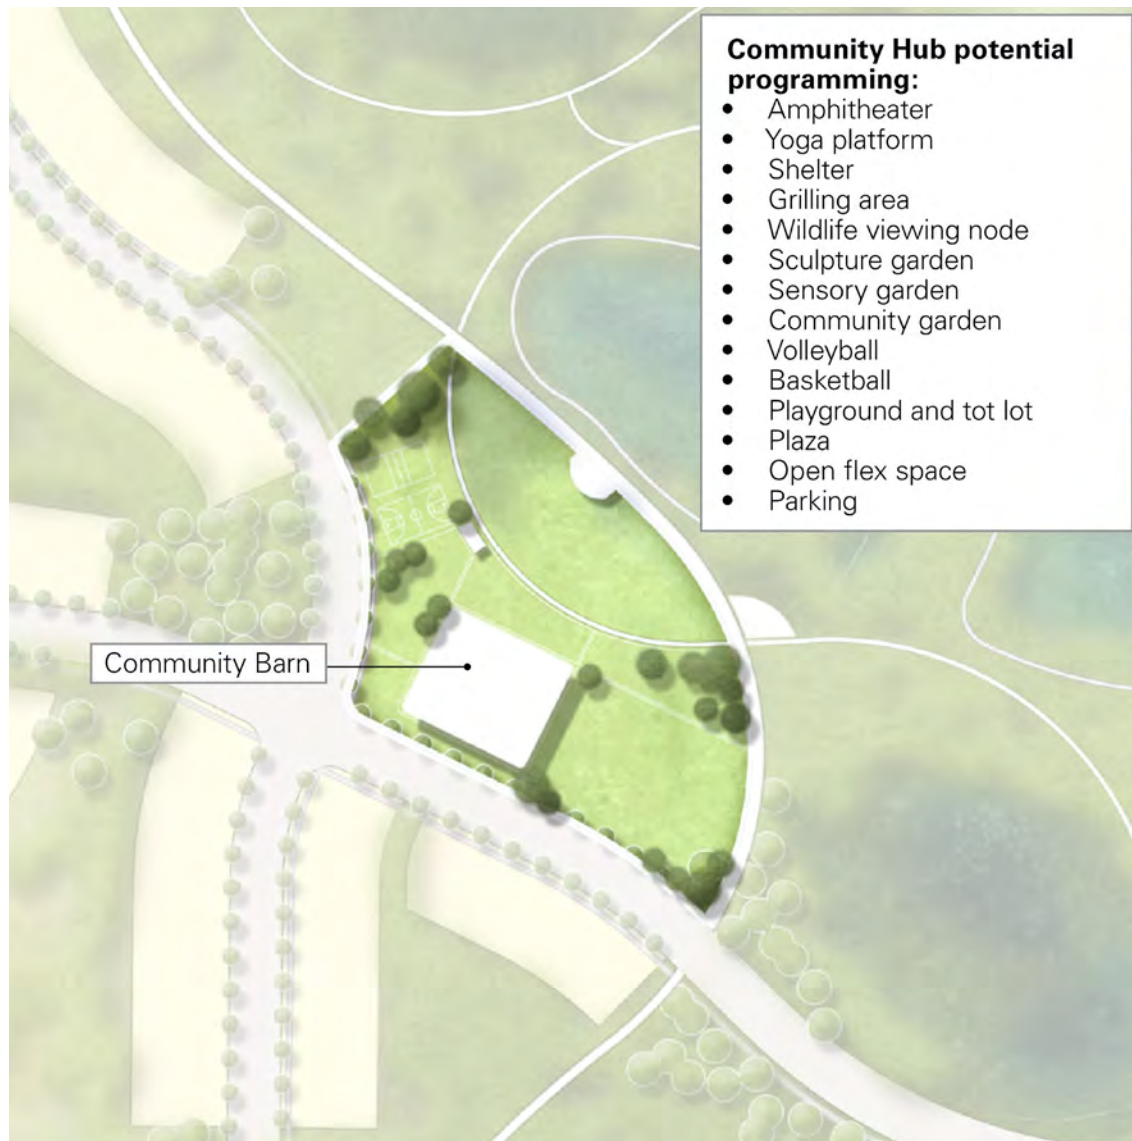 Community Hub potential
programming:
• Amphitheater
• Yoga platform
• Shelter
• Grilling area
• Wildlife viewing node
• Sculpture garden
• Sensory garden
• Community garden
• Volleyball
• Basketball
• Playground and tot lot
• Plaza
• Open flex space
• Parking
Community Barn